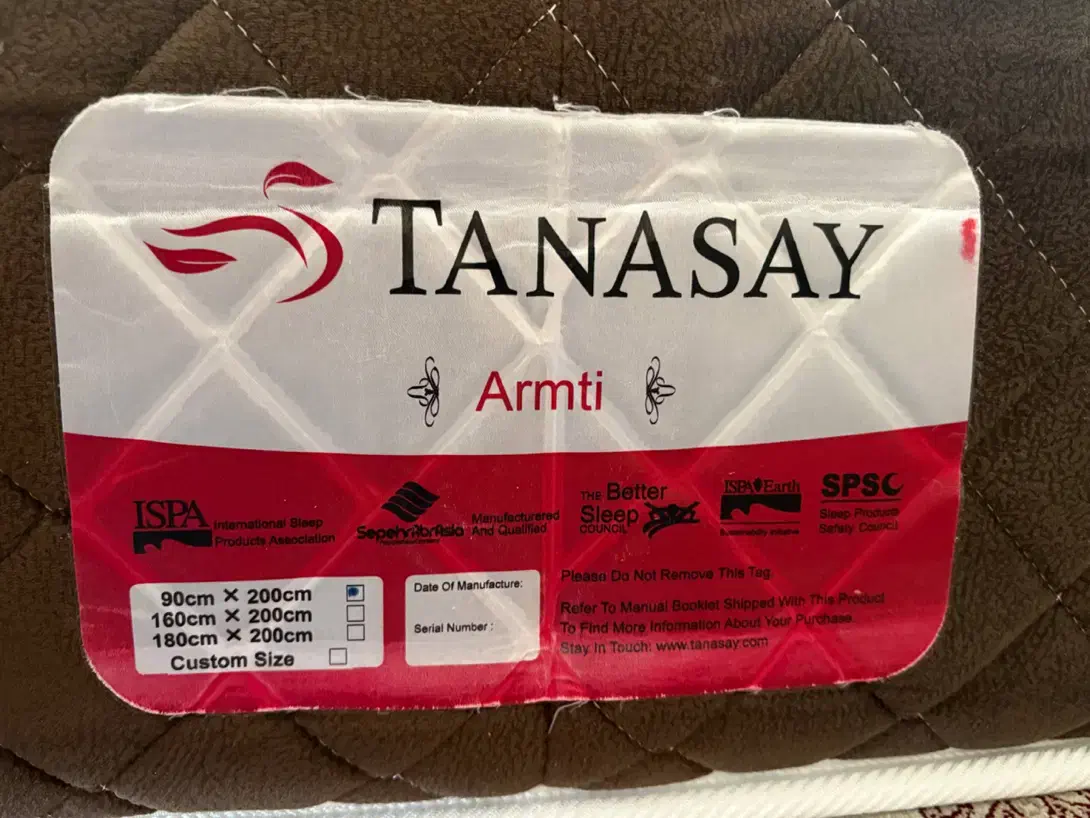 TANASAY
Armti
ISPA
International Sleep
Products Association
Manufacturared
And Qualified
THE Better
Sleep
COUNCIL
ISPA Earth
Sustainability Initiative
SPSC
Sleep Products
Safety Council
90cm × 200cm
160cm × 200cm
180cm × 200cm
Custom Size
Date Of Manufacture:
Serial Number :
Please Do Not Remove This Tag.
Refer To Manual Booklet Shipped With This Product
To Find More Information About Your Purchase.
Stay In Touch: www.tanasay.com